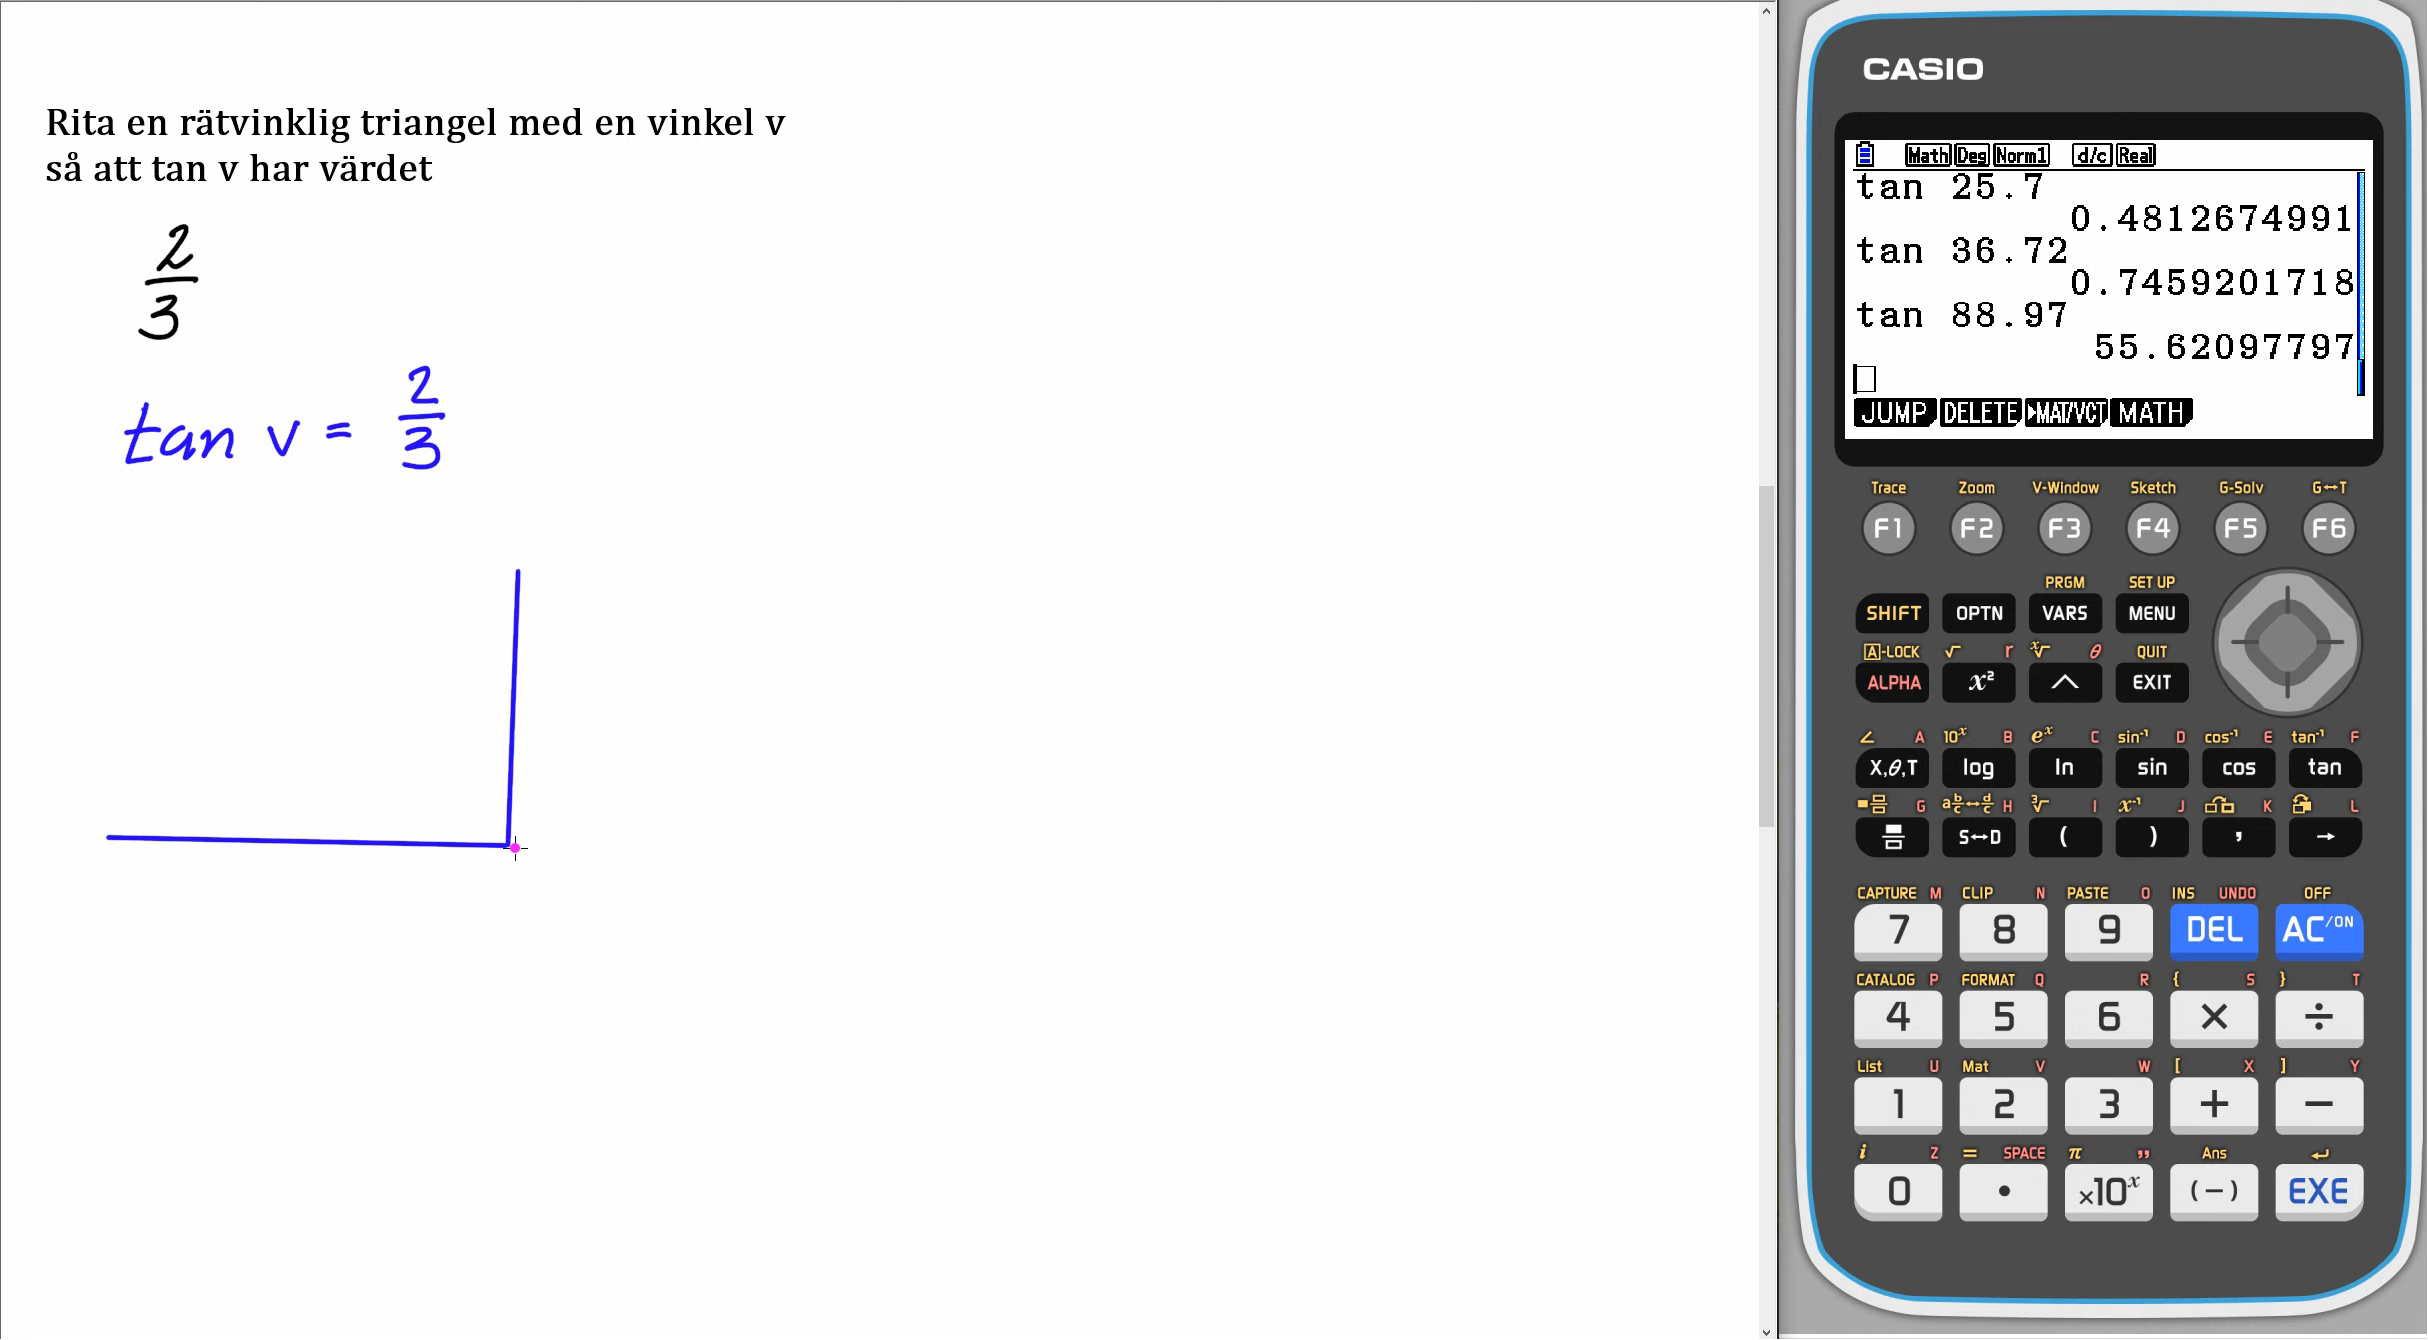 Rita en rätvinklig triangel med en vinkel v
så att tan v har värdet
2
3
tan v = 2/3
CASIO
Math Deg Norm1 d/c Real
tan 25.7
0.4812674991
tan 36.72
0.7459201718
tan 88.97
55.62097797
JUMP DELETE ▶MAT/VCT MATH
Trace Zoom V-Window Sketch G-Solv G↔T
F1 F2 F3 F4 F5 F6
PRGM SET UP
SHIFT OPTN VARS MENU
A-LOCK √ r ˣ√ θ QUIT
ALPHA x² ^ EXIT
∠ A 10ˣ B eˣ C sin⁻¹ D cos⁻¹ E tan⁻¹ F
X,θ,T log ln sin cos tan
G a b/c↔d/c H ³√ I x⁻¹ J K L
S↔D ( ) , →
CAPTURE M CLIP N PASTE O INS UNDO OFF
7 8 9 DEL AC/ON
CATALOG P FORMAT Q R { S } T
4 5 6 × ÷
List U Mat V W [ X ] Y
1 2 3 + −
i Z = SPACE π " Ans ↵
0 • ×10ˣ (−) EXE